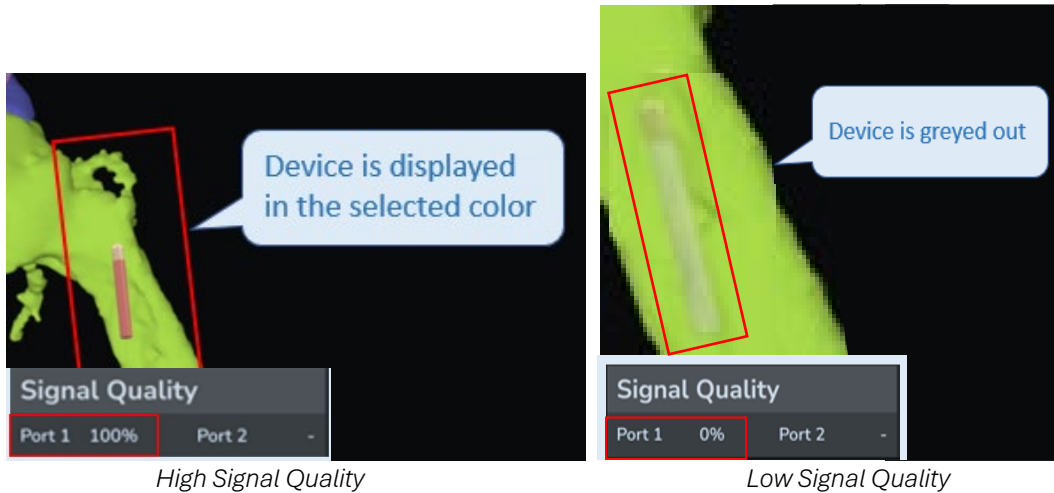 Device is displayed
in the selected color
Signal Quality
Port 1 100% Port 2 -
High Signal Quality
Device is greyed out
Signal Quality
Port 1 0% Port 2 -
Low Signal Quality